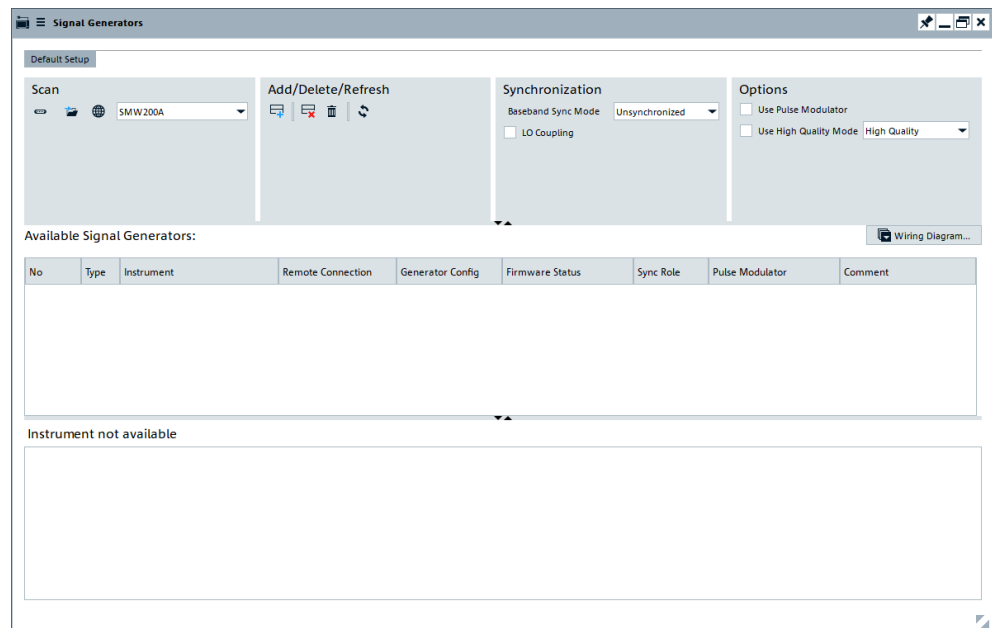 Signal Generators
Default Setup
Scan
SMW200A
Add/Delete/Refresh
Synchronization
Baseband Sync Mode Unsynchronized
LO Coupling
Options
Use Pulse Modulator
Use High Quality Mode High Quality
Available Signal Generators:
Wiring Diagram...
No Type Instrument Remote Connection Generator Config Firmware Status Sync Role Pulse Modulator Comment
Instrument not available